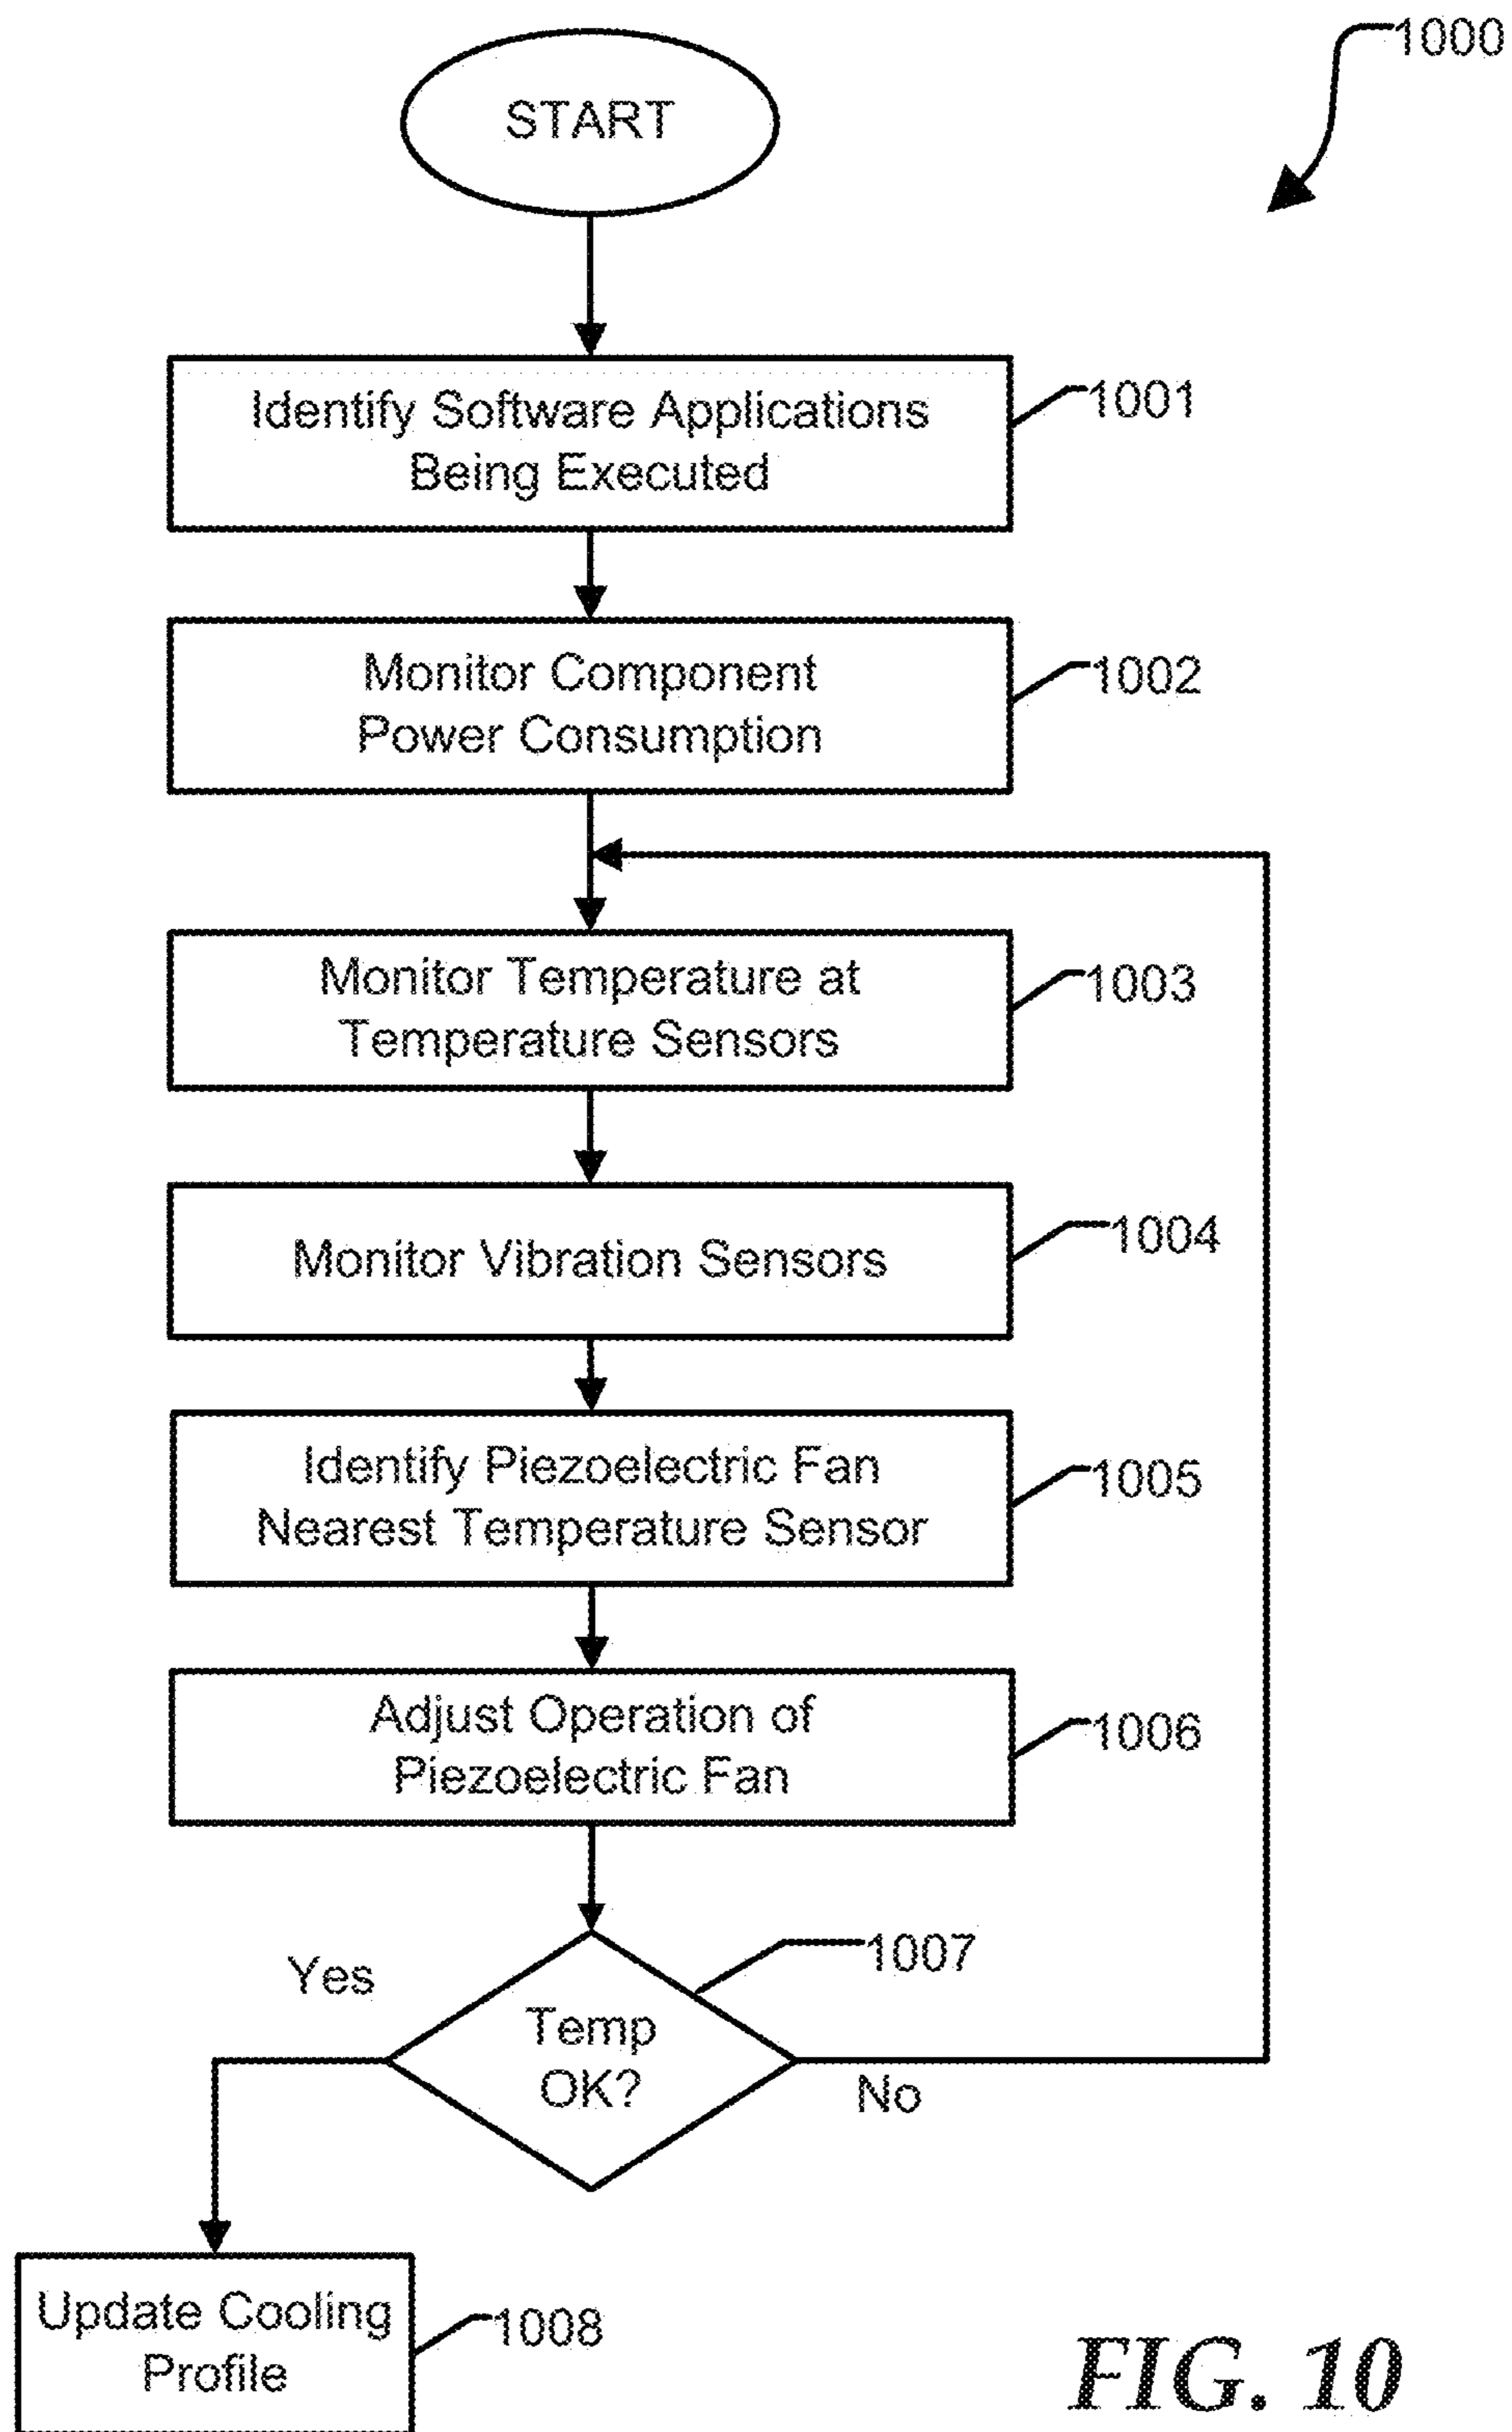 1000
START
Identify Software Applications
Being Executed
1001
Monitor Component
Power Consumption
1002
Monitor Temperature at
Temperature Sensors
1003
Monitor Vibration Sensors
1004
Identify Piezoelectric Fan
Nearest Temperature Sensor
1005
Adjust Operation of
Piezoelectric Fan
1006
Yes
1007
Temp
OK?
No
Update Cooling
Profile
1008
FIG. 10